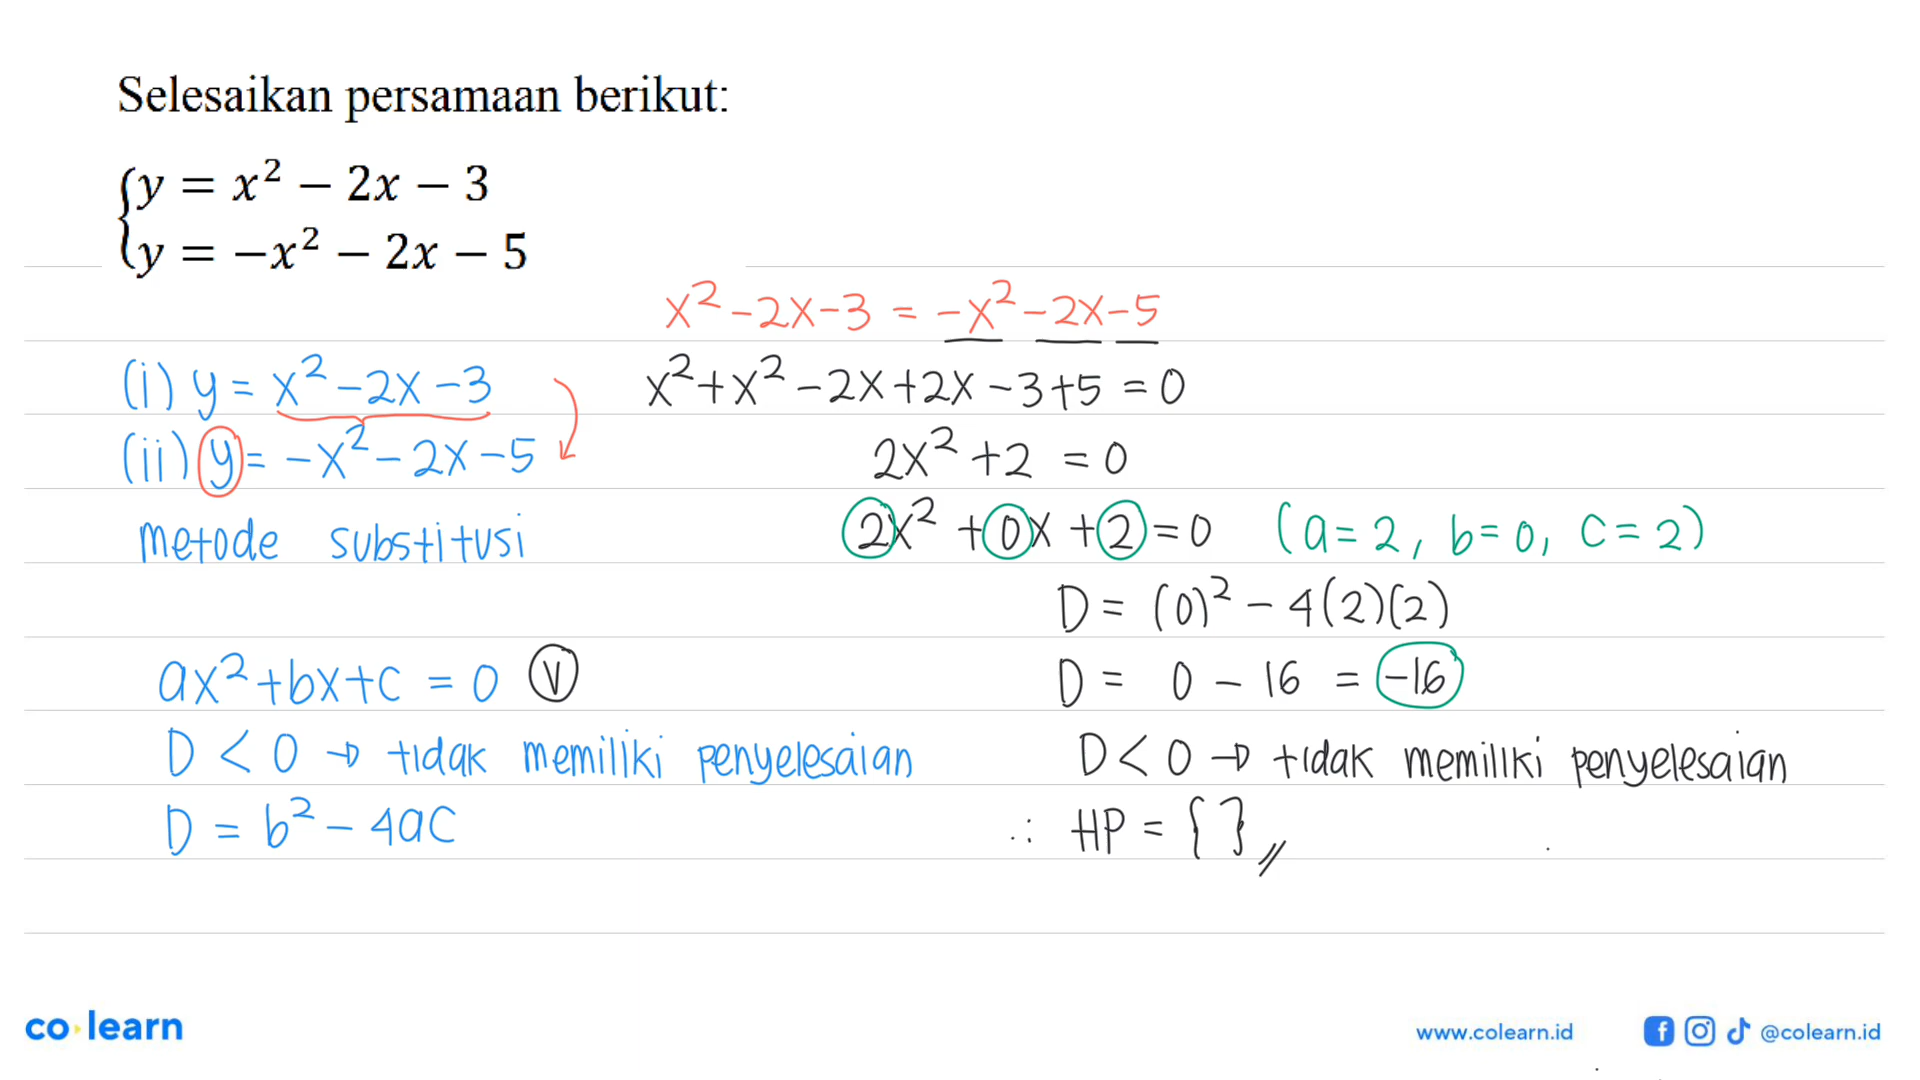 Selesaikan persamaan berikut:
y = x² − 2x − 3
y = −x² − 2x − 5
(i) y = x² − 2x − 3
(ii) y = −x² − 2x − 5
metode substitusi
ax² + bx + c = 0 (V)
D < 0 → tidak memiliki penyelesaian
D = b² − 4ac
x² − 2x − 3 = −x² − 2x − 5
x² + x² − 2x + 2x − 3 + 5 = 0
2x² + 2 = 0
2x² + 0x + 2 = 0 (a = 2, b = 0, c = 2)
D = (0)² − 4(2)(2)
D = 0 − 16 = −16
D < 0 → tidak memiliki penyelesaian
∴ HP = { }
co learn
www.colearn.id
@colearn.id